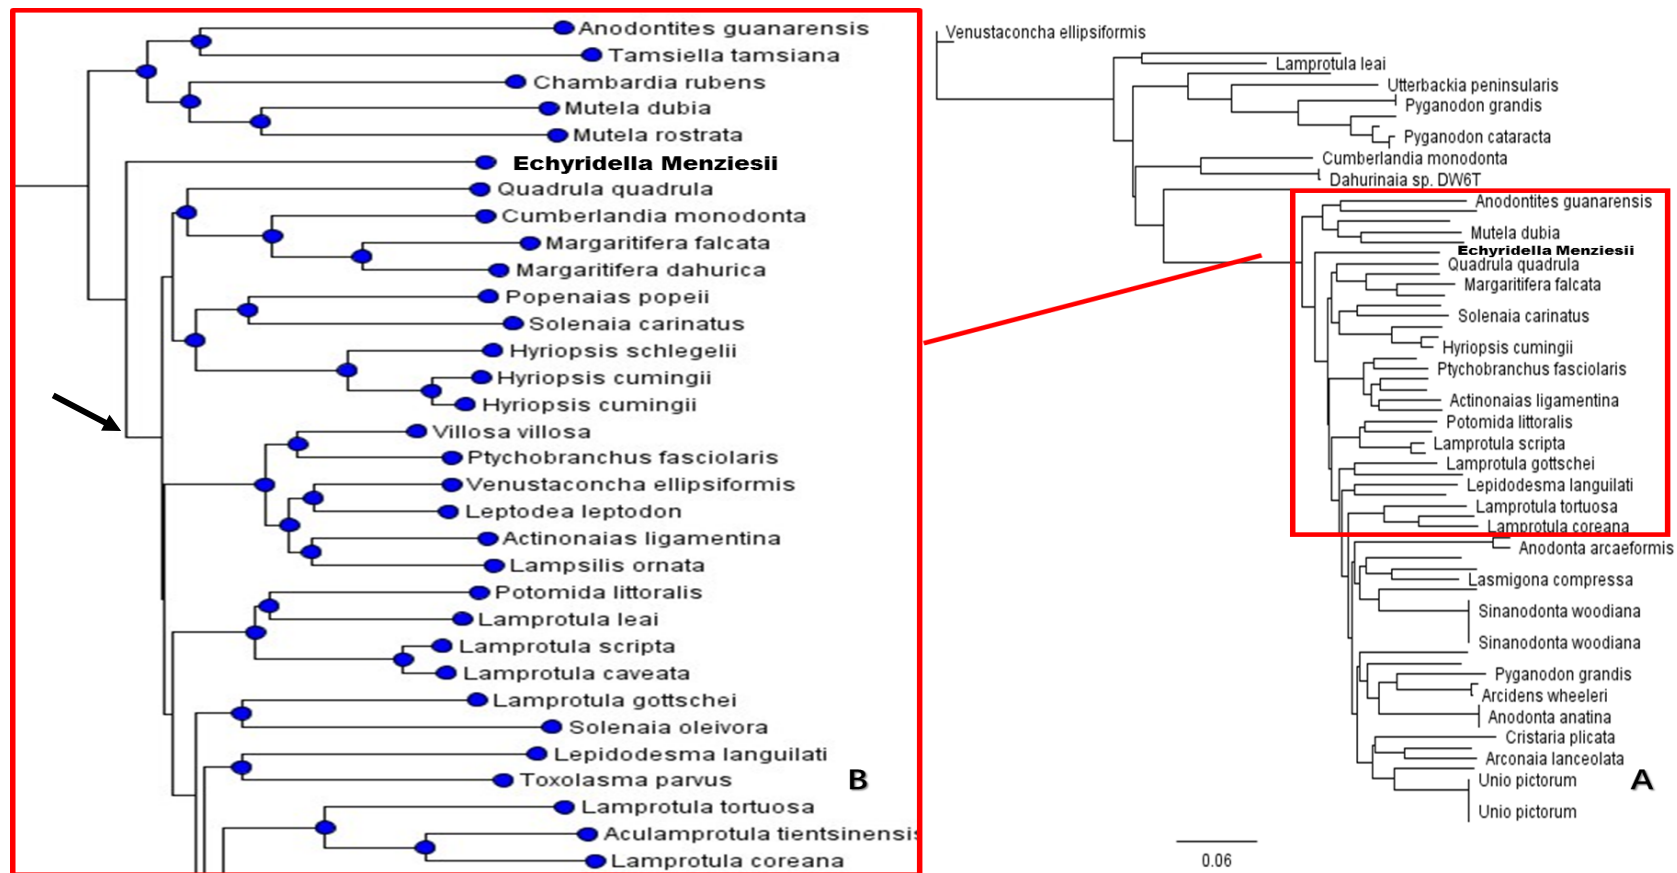 Anodontites guanarensis
Tamsiella tamsiana
Chambardia rubens
Mutela dubia
Mutela rostrata
Echyridella Menziesii
Quadrula quadrula
Cumberlandia monodonta
Margaritifera falcata
Margaritifera dahurica
Popenaias popeii
Solenaia carinatus
Hyriopsis schlegelii
Hyriopsis cumingii
Hyriopsis cumingii
Villosa villosa
Ptychobranchus fasciolaris
Venustaconcha ellipsiformis
Leptodea leptodon
Actinonaias ligamentina
Lampsilis ornata
Potomida littoralis
Lamprotula leai
Lamprotula scripta
Lamprotula caveata
Lamprotula gottschei
Solenaia oleivora
Lepidodesma languilati
Toxolasma parvus
Lamprotula tortuosa
Aculamprotula tientsinensis
Lamprotula coreana
B
Venustaconcha ellipsiformis
Lamprotula leai
Utterbackia peninsularis
Pyganodon grandis
Pyganodon cataracta
Cumberlandia monodonta
Dahurinaia sp. DW6T
Anodontites guanarensis
Mutela dubia
Echyridella Menziesii
Quadrula quadrula
Margaritifera falcata
Solenaia carinatus
Hyriopsis cumingii
Ptychobranchus fasciolaris
Actinonaias ligamentina
Potomida littoralis
Lamprotula scripta
Lamprotula gottschei
Lepidodesma languilati
Lamprotula tortuosa
Lamprotula coreana
Anodonta arcaeformis
Lasmigona compressa
Sinanodonta woodiana
Sinanodonta woodiana
Pyganodon grandis
Arcidens wheeleri
Anodonta anatina
Cristaria plicata
Arconaia lanceolata
Unio pictorum
Unio pictorum
A
0.06